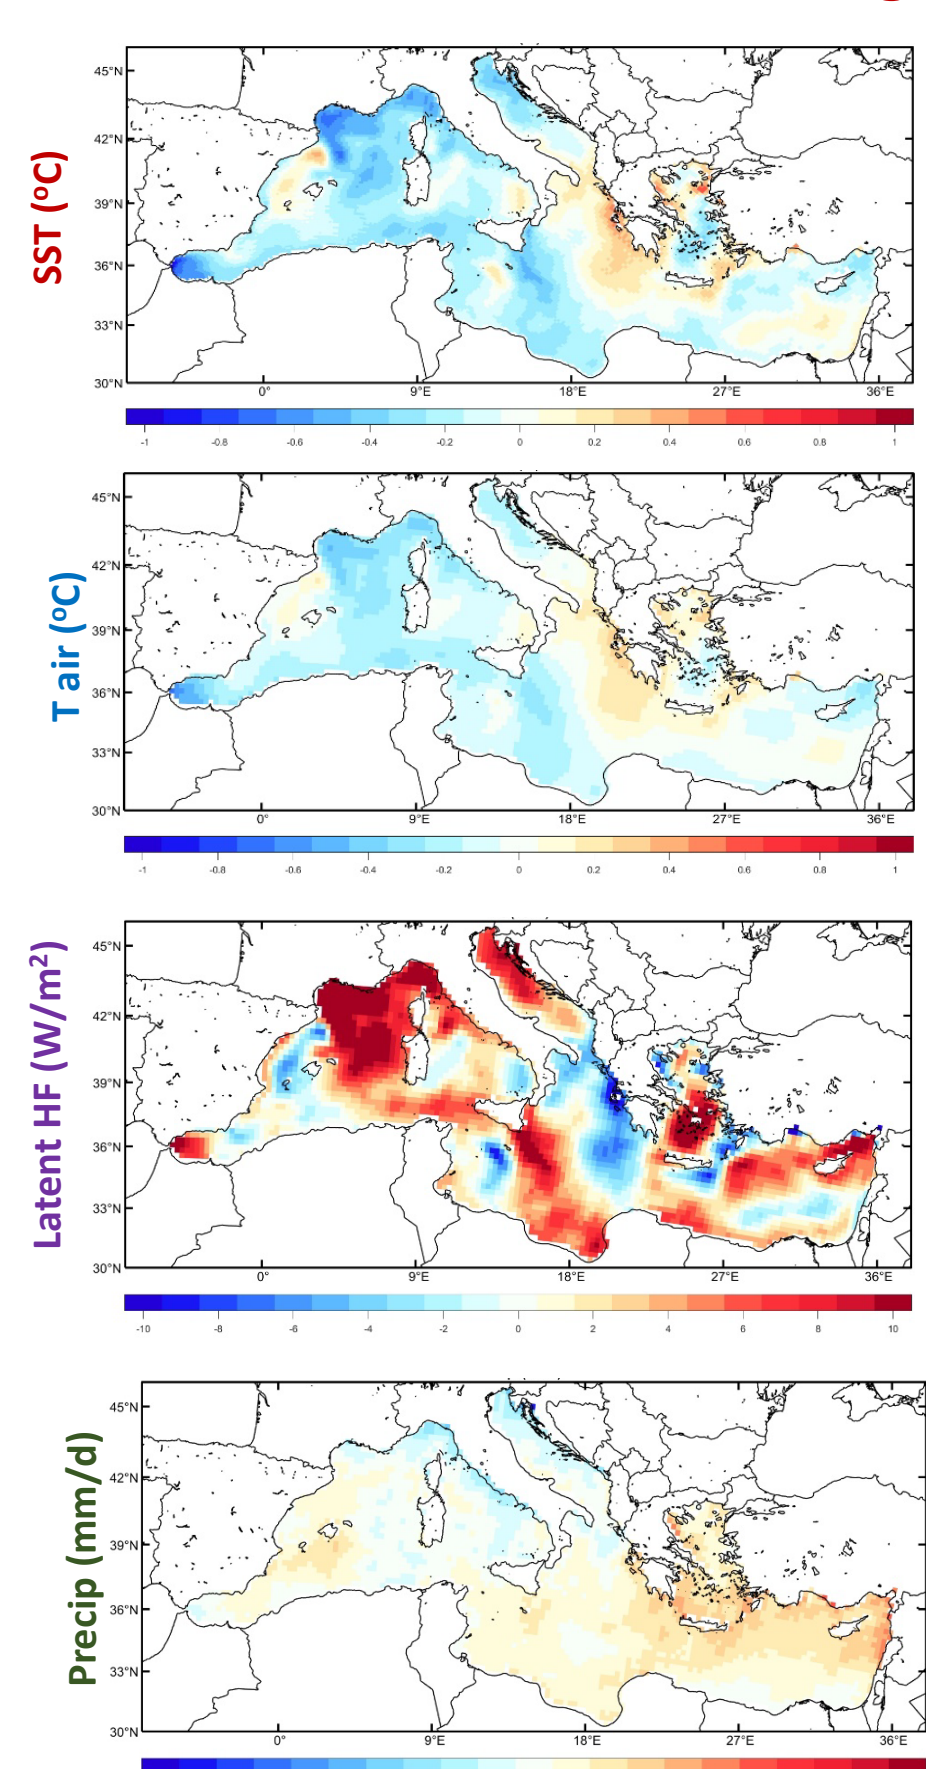 SST (ºC)
45°N
42°N
39°N
36°N
33°N
30°N
0°
9°E
18°E
27°E
36°E
-1
-0.8
-0.6
-0.4
-0.2
0
0.2
0.4
0.6
0.8
1
T air (ºC)
45°N
42°N
39°N
36°N
33°N
30°N
0°
9°E
18°E
27°E
36°E
-1
-0.8
-0.6
-0.4
-0.2
0
0.2
0.4
0.6
0.8
1
Latent HF (W/m²)
45°N
42°N
39°N
36°N
33°N
30°N
0°
9°E
18°E
27°E
36°E
-10
-8
-6
-4
-2
0
2
4
6
8
10
Precip (mm/d)
45°N
42°N
39°N
36°N
33°N
30°N
0°
9°E
18°E
27°E
36°E